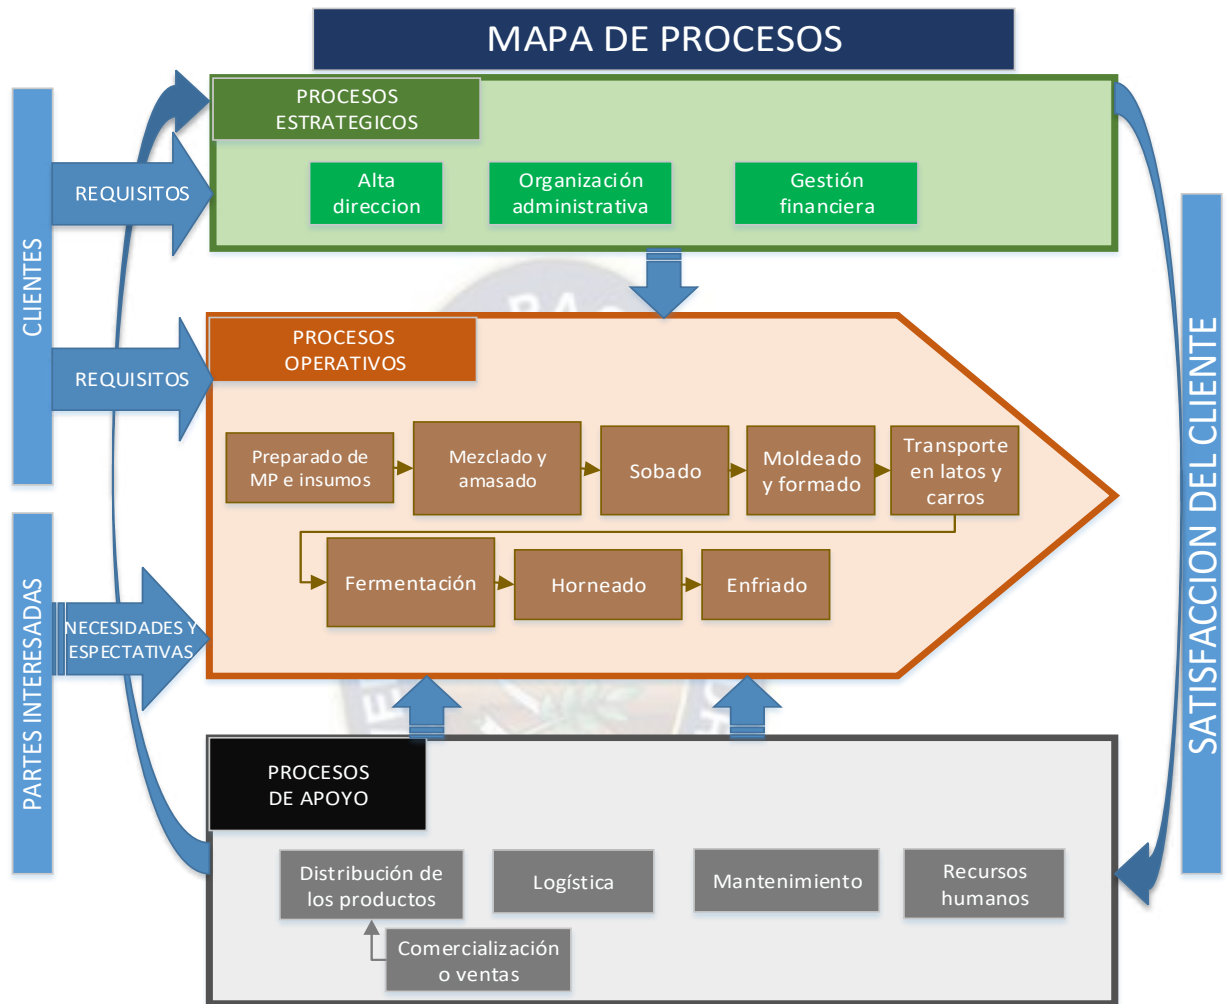 MAPA DE PROCESOS
CLIENTES
PARTES INTERESADAS
REQUISITOS
REQUISITOS
NECESIDADES Y
ESPECTATIVAS
PROCESOS
ESTRATEGICOS
Alta
direccion
Organización
administrativa
Gestión
financiera
PROCESOS
OPERATIVOS
Preparado de
MP e insumos
Mezclado y
amasado
Sobado
Moldeado
y formado
Transporte
en latos y
carros
Fermentación
Horneado
Enfriado
PROCESOS
DE APOYO
Distribución de
los productos
Logística
Mantenimiento
Recursos
humanos
Comercialización
o ventas
SATISFACCION DEL CLIENTE